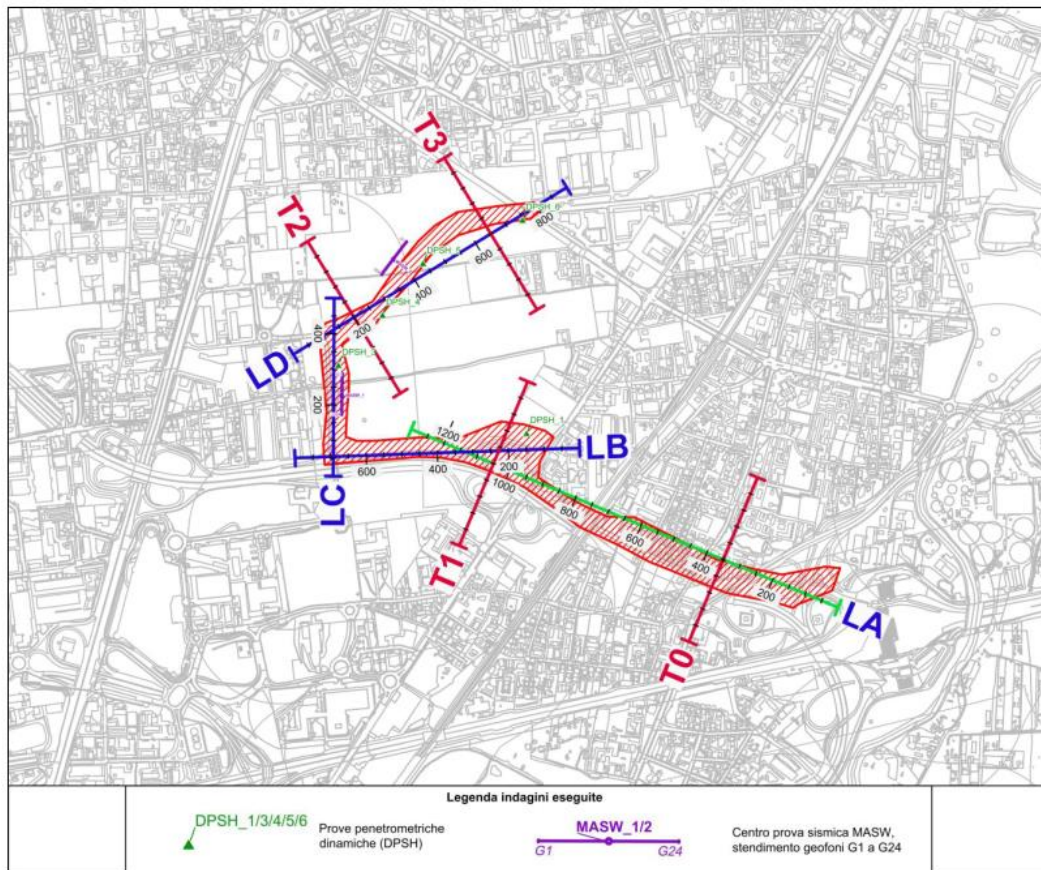 T3
DPSH_6
800
T2
600
DPSH_5
400
DPSH_4
400
200
LD
DPSH_3
200
DPSH_1
1200
LB
600
400
200
1000
LC
800
600
T1
400
200
LA
T0
Legenda indagini eseguite
DPSH_1/3/4/5/6
Prove penetrometriche
dinamiche (DPSH)
MASW_1/2
G1
G24
Centro prova sismica MASW,
stendimento geofoni G1 a G24